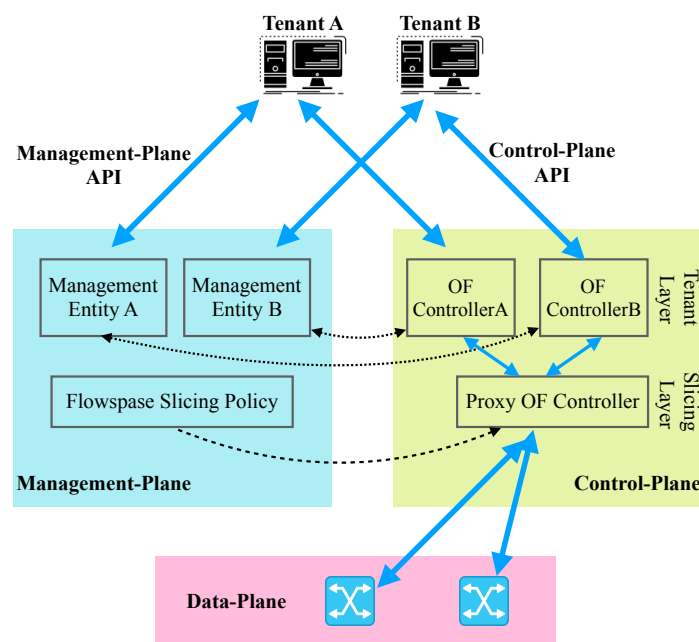 Tenant A
Tenant B
Management-Plane
API
Control-Plane
API
Management
Entity A
Management
Entity B
OF
ControllerA
OF
ControllerB
Tenant
Layer
Flowspase Slicing Policy
Proxy OF Controller
Slicing
Layer
Management-Plane
Control-Plane
Data-Plane